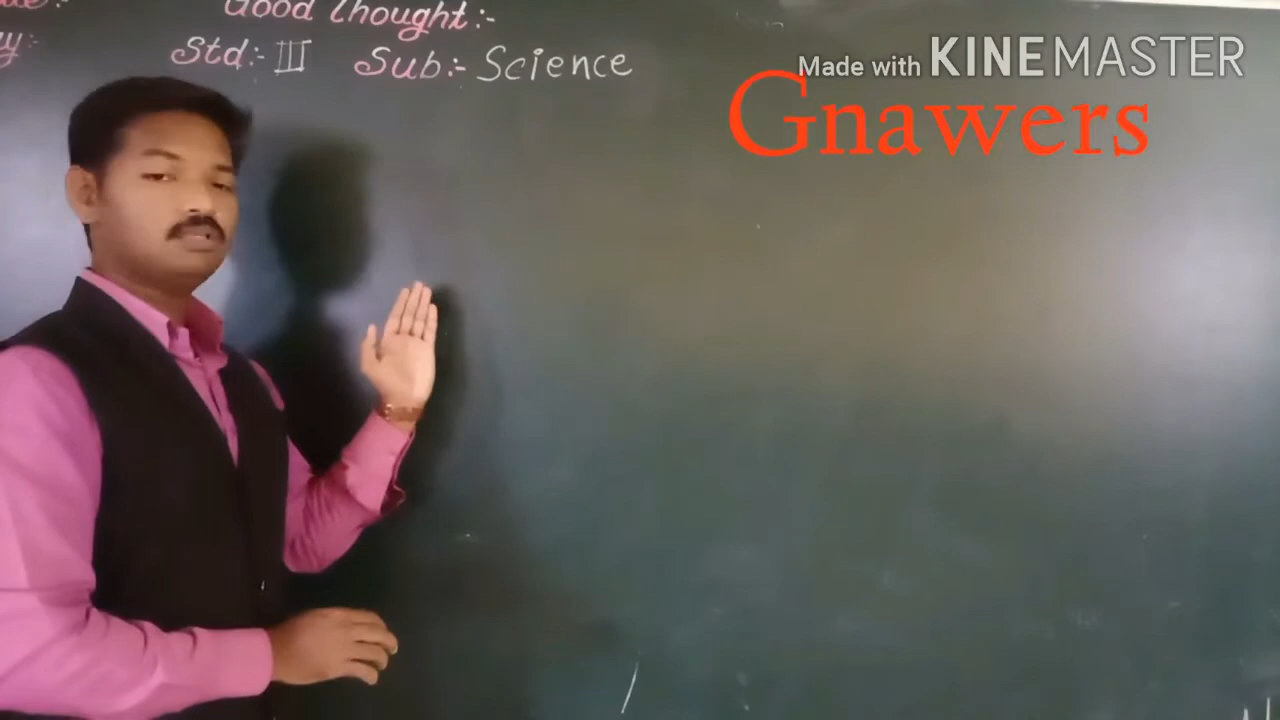 Good Thought:-
Std:- III Sub:- Science
Made with KINEMASTER
Gnawers